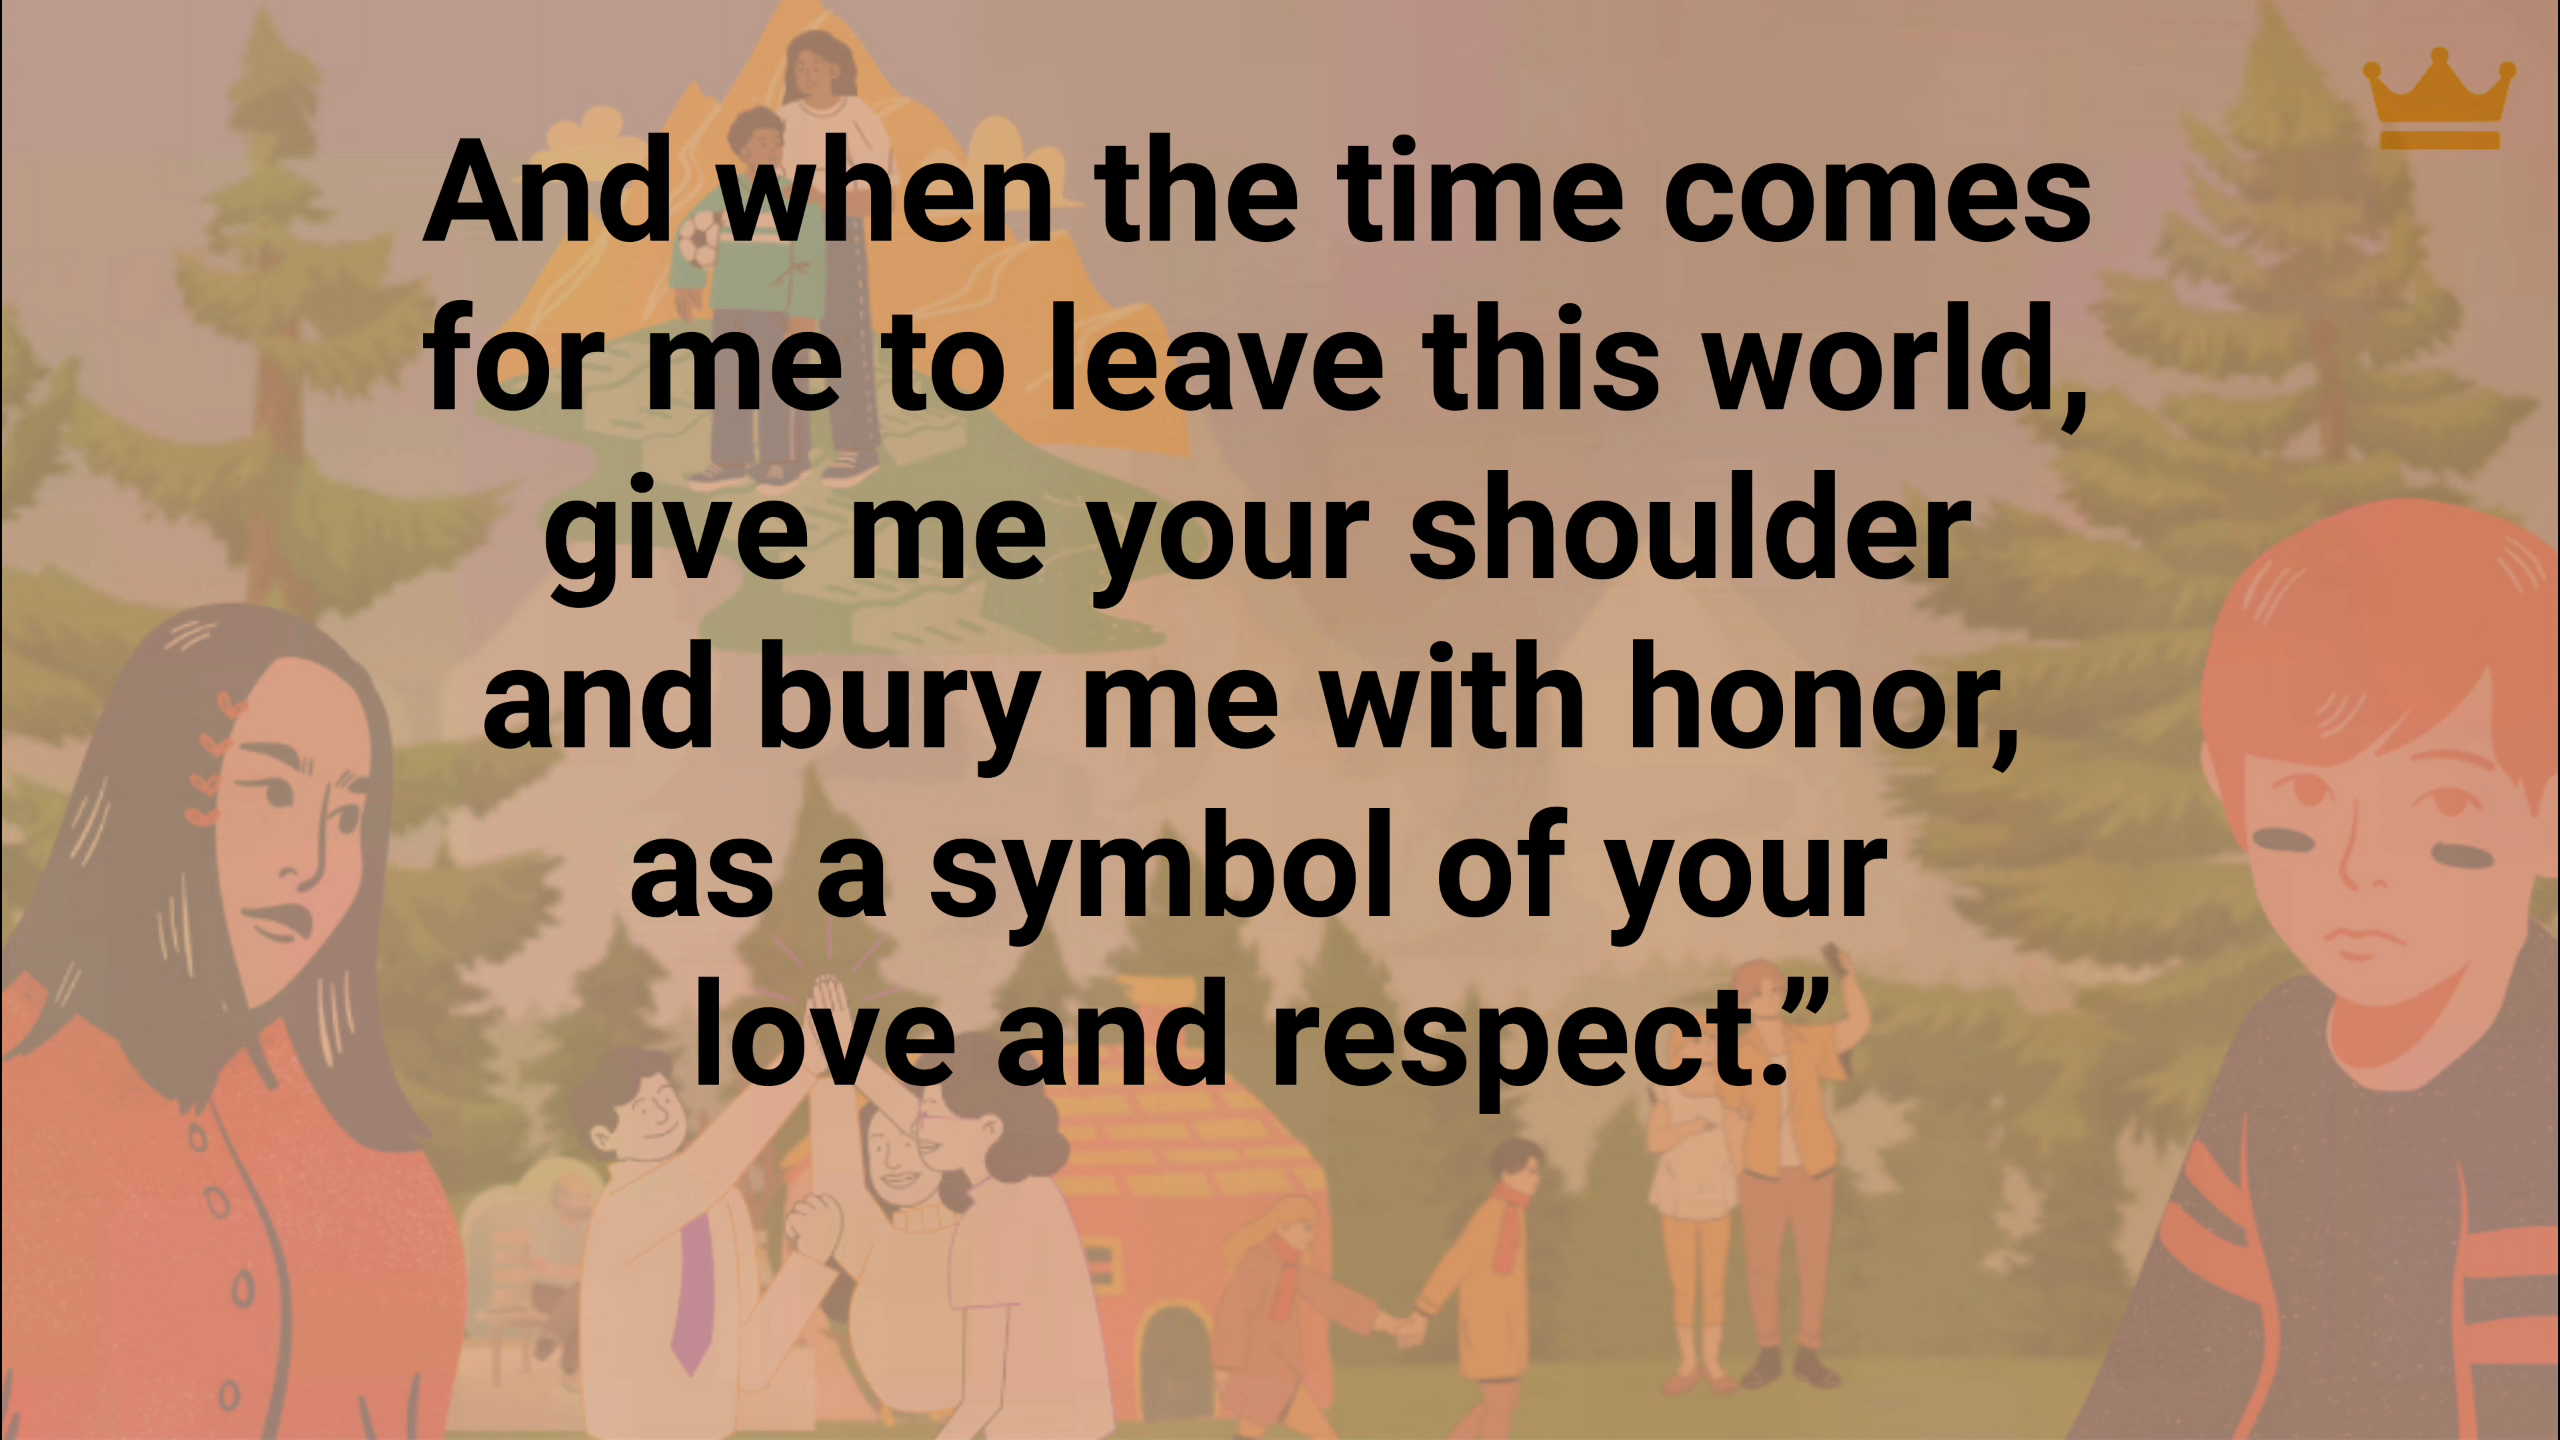 And when the time comes
for me to leave this world,
give me your shoulder
and bury me with honor,
as a symbol of your
love and respect.”